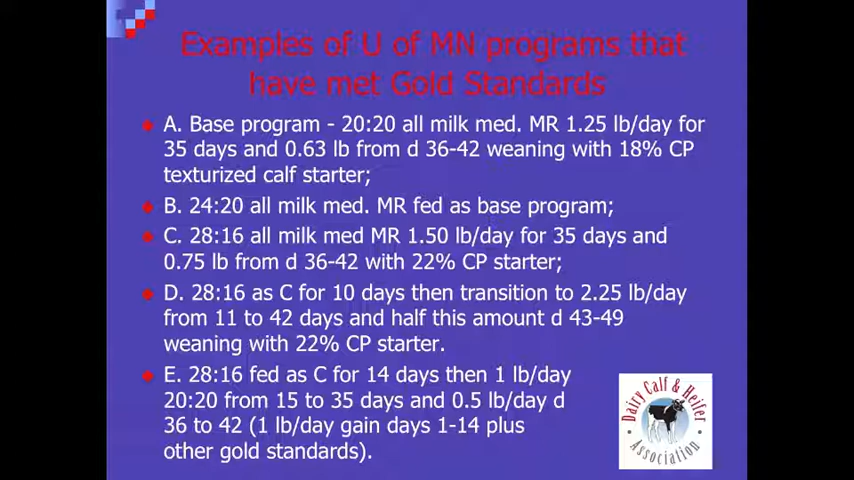 Examples of U of MN programs that
have met Gold Standards
A. Base program - 20:20 all milk med. MR 1.25 lb/day for
35 days and 0.63 lb from d 36-42 weaning with 18% CP
texturized calf starter;
B. 24:20 all milk med. MR fed as base program;
C. 28:16 all milk med MR 1.50 lb/day for 35 days and
0.75 lb from d 36-42 with 22% CP starter;
D. 28:16 as C for 10 days then transition to 2.25 lb/day
from 11 to 42 days and half this amount d 43-49
weaning with 22% CP starter.
E. 28:16 fed as C for 14 days then 1 lb/day
20:20 from 15 to 35 days and 0.5 lb/day d
36 to 42 (1 lb/day gain days 1-14 plus
other gold standards).
Dairy Calf & Heifer
Association